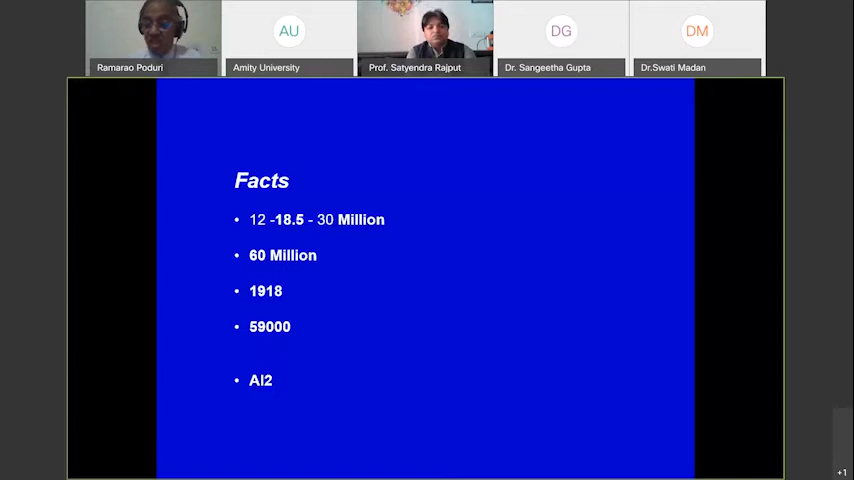 AU
DG
DM
Ramarao Poduri
Amity University
Prof. Satyendra Rajput
Dr. Sangeetha Gupta
Dr.Swati Madan
Facts
• 12 -18.5 - 30 Million
• 60 Million
• 1918
• 59000
• AI2
+1